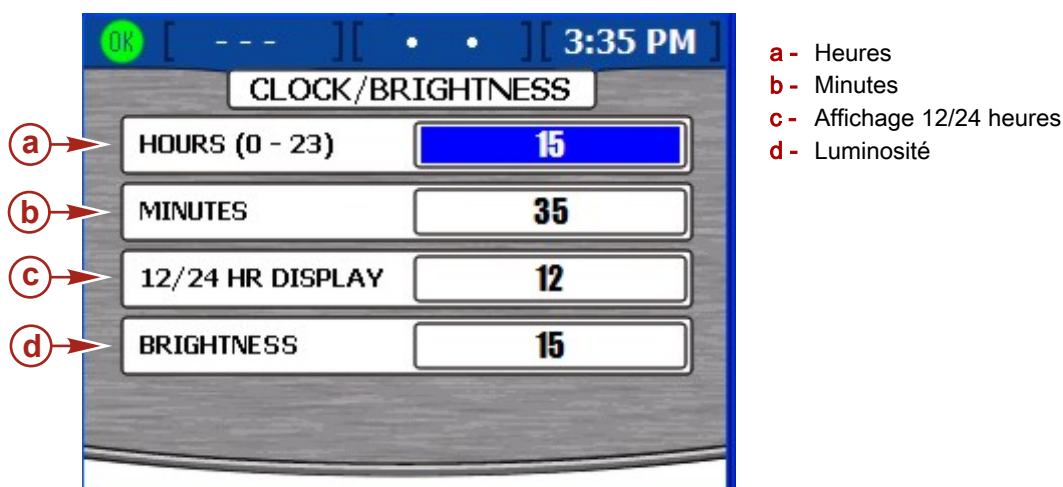 OK [ - - - ][ • • ][ 3:35 PM ]
CLOCK/BRIGHTNESS
a HOURS (0 - 23) 15
b MINUTES 35
c 12/24 HR DISPLAY 12
d BRIGHTNESS 15
a - Heures
b - Minutes
c - Affichage 12/24 heures
d - Luminosité